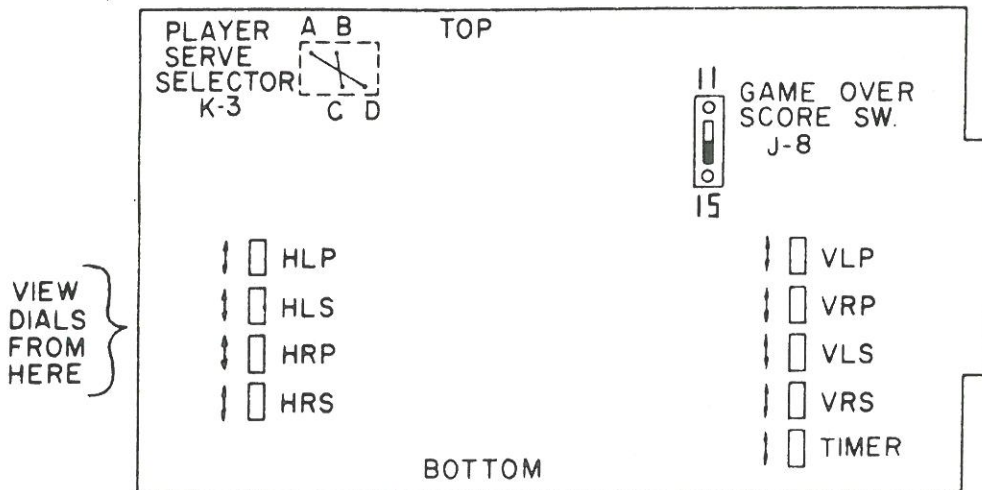 PLAYER
SERVE
SELECTOR
K-3
A B
C D
TOP
11
GAME OVER
SCORE SW.
J-8
15
VIEW
DIALS
FROM
HERE
HLP
HLS
HRP
HRS
VLP
VRP
VLS
VRS
TIMER
BOTTOM